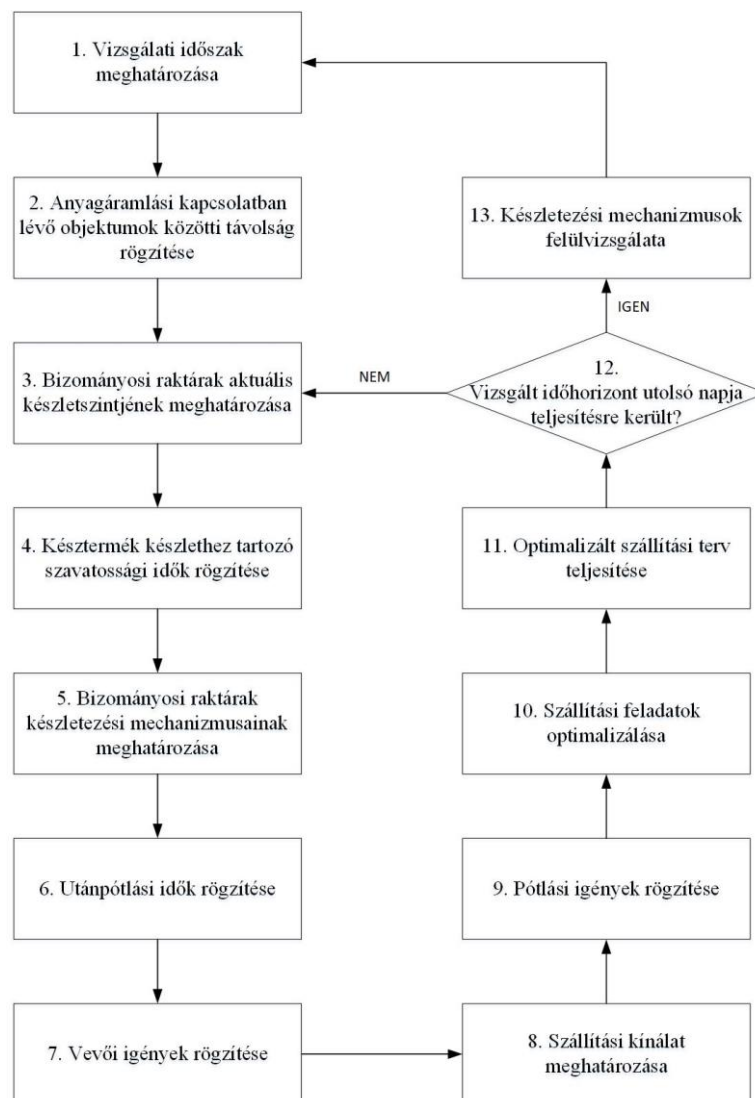 1. Vizsgálati időszak
meghatározása
2. Anyagáramlási kapcsolatban
lévő objektumok közötti távolság
rögzítése
3. Bizományosi raktárak aktuális
készletszintjének meghatározása
4. Késztermék készlethez tartozó
szavatossági idők rögzítése
5. Bizományosi raktárak
készletezési mechanizmusainak
meghatározása
6. Utánpótlási idők rögzítése
7. Vevői igények rögzítése
8. Szállítási kínálat
meghatározása
9. Pótlási igények rögzítése
10. Szállítási feladatok
optimalizálása
11. Optimalizált szállítási terv
teljesítése
12.
Vizsgált időhorizont utolsó napja
teljesítésre került?
NEM
IGEN
13. Készletezési mechanizmusok
felülvizsgálata